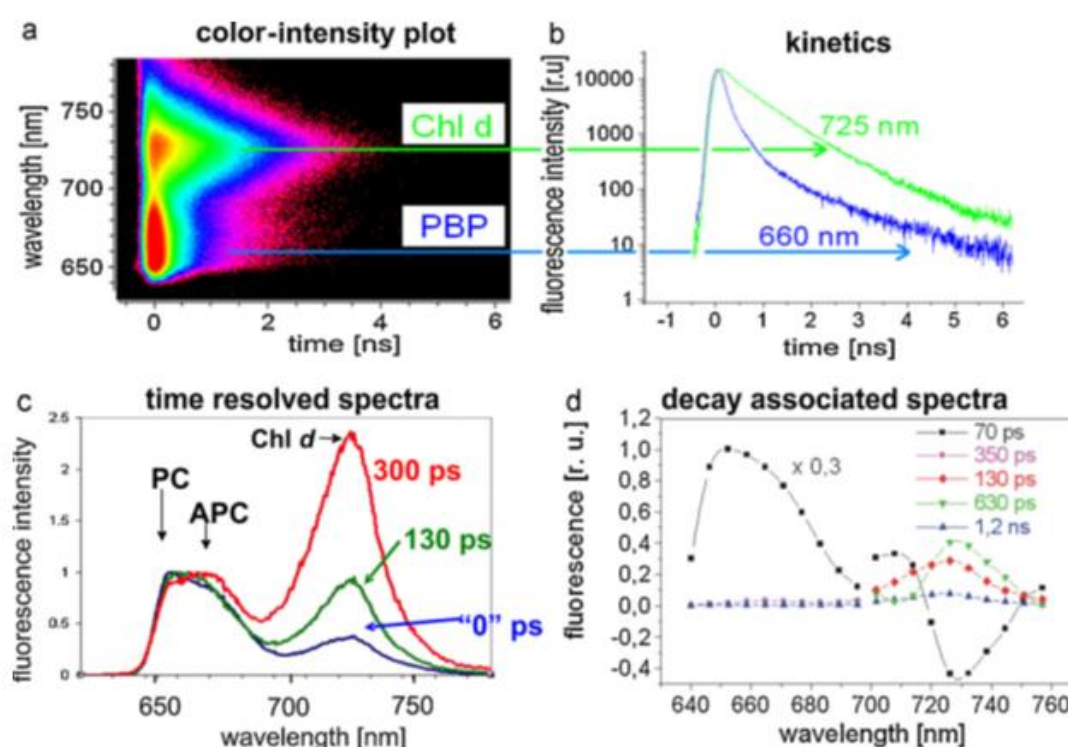 a
color-intensity plot
wavelength [nm]
750
700
650
Chl d
PBP
0
2
4
6
time [ns]
b
kinetics
fluorescence intensity [r.u]
10000
1000
100
10
1
725 nm
660 nm
-1
0
1
2
3
4
5
6
time [ns]
c
time resolved spectra
fluorescence intensity
2.5
2
1.5
1
0.5
0
Chl d
300 ps
PC
APC
130 ps
"0" ps
650
700
750
wavelength [nm]
d
decay associated spectra
fluorescence [r. u.]
1,2
1,0
0,8
0,6
0,4
0,2
0,0
-0,2
-0,4
x 0,3
70 ps
350 ps
130 ps
630 ps
1,2 ns
640
660
680
700
720
740
760
wavelength [nm]